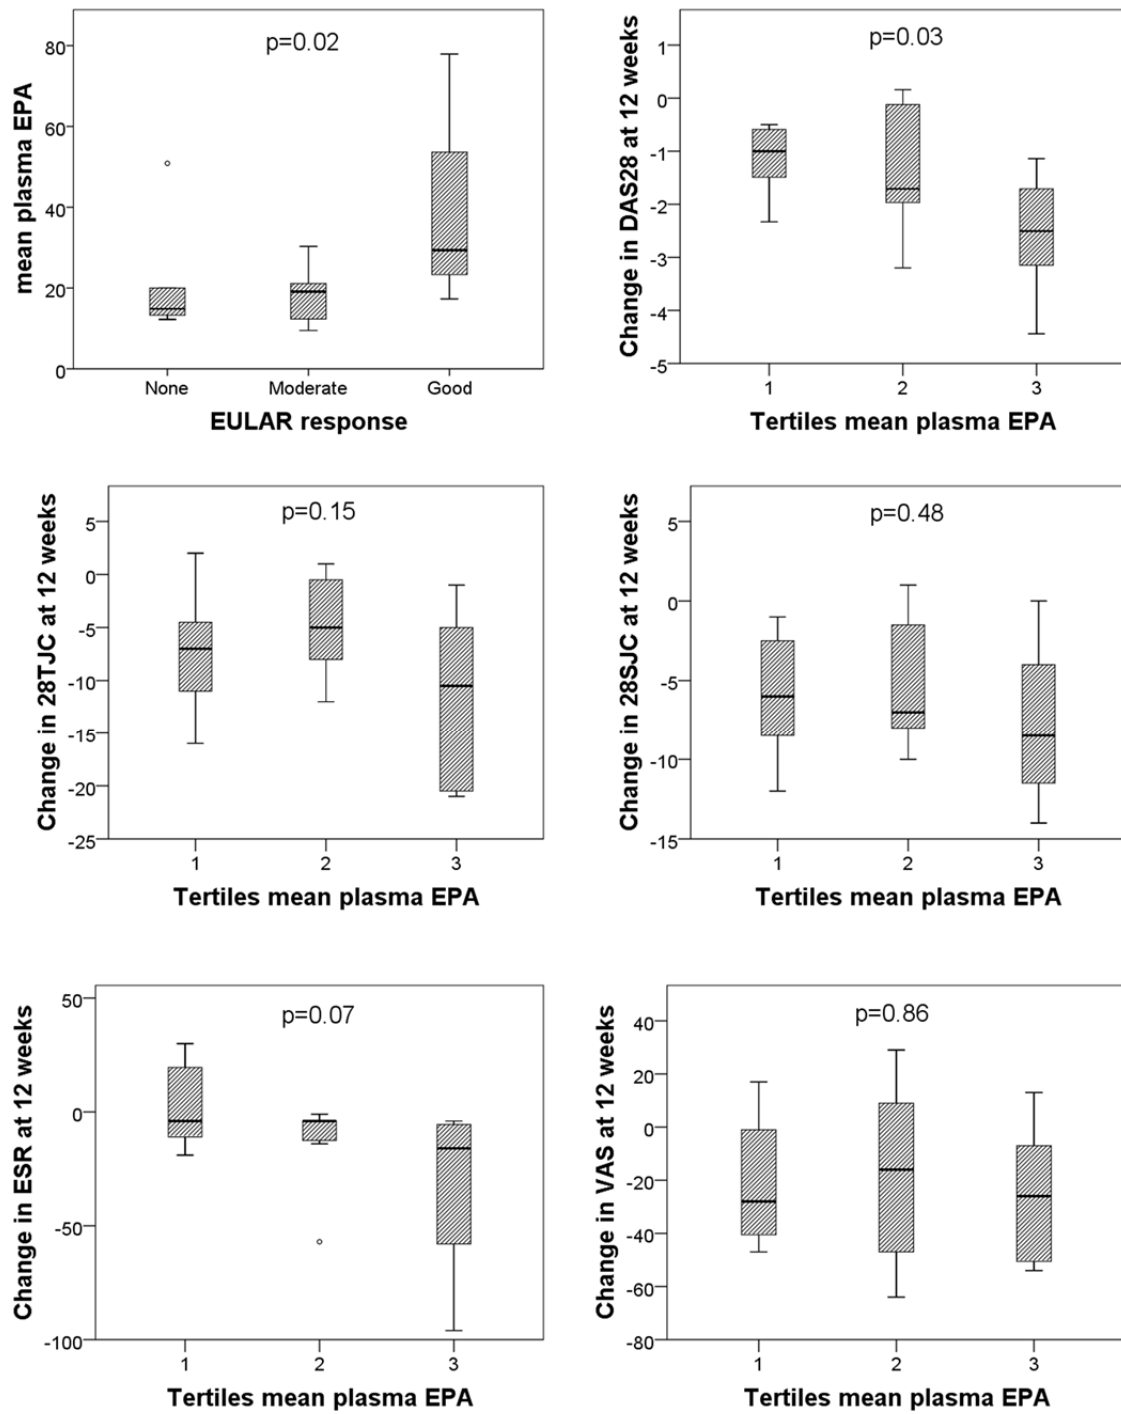 p=0.02
mean plasma EPA
80
60
40
20
0
None Moderate Good
EULAR response
p=0.03
Change in DAS28 at 12 weeks
1
0
-1
-2
-3
-4
-5
1 2 3
Tertiles mean plasma EPA
p=0.15
Change in 28TJC at 12 weeks
5
0
-5
-10
-15
-20
-25
1 2 3
Tertiles mean plasma EPA
p=0.48
Change in 28SJC at 12 weeks
5
0
-5
-10
-15
1 2 3
Tertiles mean plasma EPA
p=0.07
Change in ESR at 12 weeks
50
0
-50
-100
1 2 3
Tertiles mean plasma EPA
p=0.86
Change in VAS at 12 weeks
40
20
0
-20
-40
-60
-80
1 2 3
Tertiles mean plasma EPA